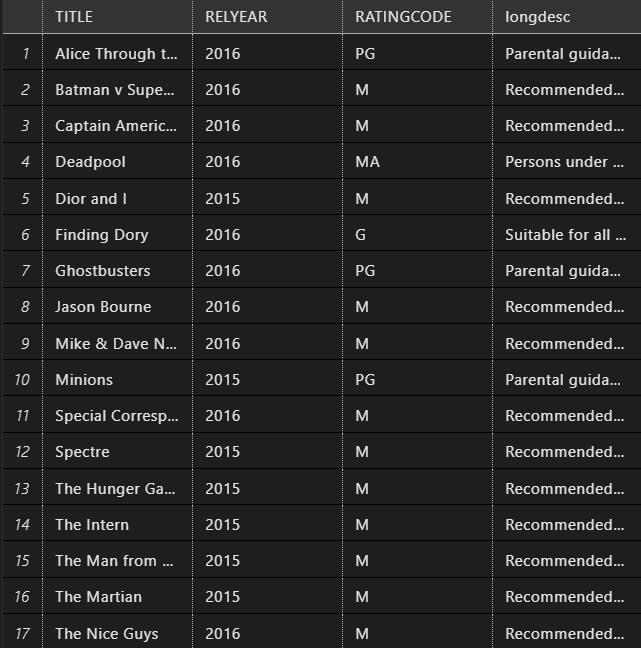 TITLE RELYEAR RATINGCODE longdesc
1 Alice Through t... 2016 PG Parental guida...
2 Batman v Supe... 2016 M Recommended...
3 Captain Americ... 2016 M Recommended...
4 Deadpool 2016 MA Persons under ...
5 Dior and I 2015 M Recommended...
6 Finding Dory 2016 G Suitable for all ...
7 Ghostbusters 2016 PG Parental guida...
8 Jason Bourne 2016 M Recommended...
9 Mike & Dave N... 2016 M Recommended...
10 Minions 2015 PG Parental guida...
11 Special Corresp... 2016 M Recommended...
12 Spectre 2015 M Recommended...
13 The Hunger Ga... 2015 M Recommended...
14 The Intern 2015 M Recommended...
15 The Man from ... 2015 M Recommended...
16 The Martian 2015 M Recommended...
17 The Nice Guys 2016 M Recommended...